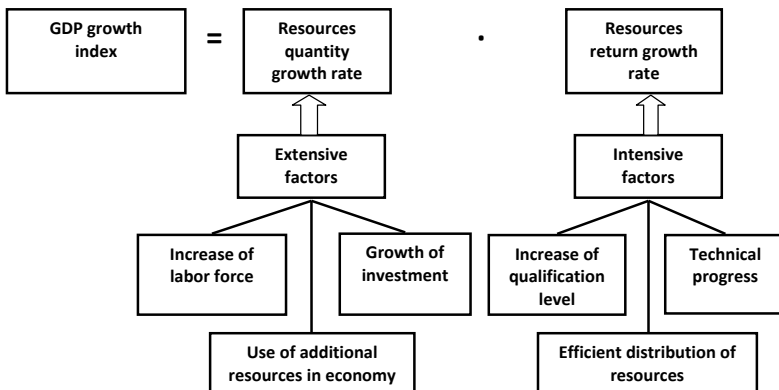 GDP growth
index
=
Resources
quantity
growth rate
·
Resources
return growth
rate
Extensive
factors
Intensive
factors
Increase of
labor force
Growth of
investment
Increase of
qualification
level
Technical
progress
Use of additional
resources in economy
Efficient distribution of
resources